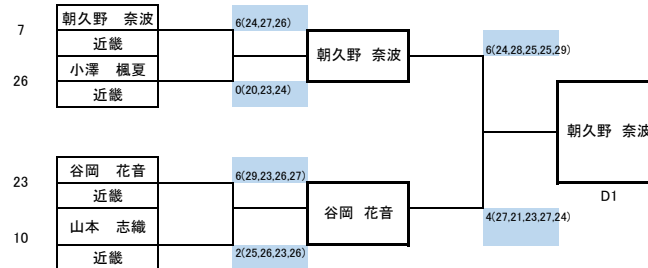 7
朝久野　奈波
近畿
6(24,27,26)
26
小澤　楓夏
近畿
0(20,23,24)
朝久野 奈波
6(24,28,25,25,29)
23
谷岡　花音
近畿
6(29,23,26,27)
10
山本　志織
近畿
2(25,26,23,26)
谷岡 花音
4(27,21,23,27,24)
朝久野 奈波
D1